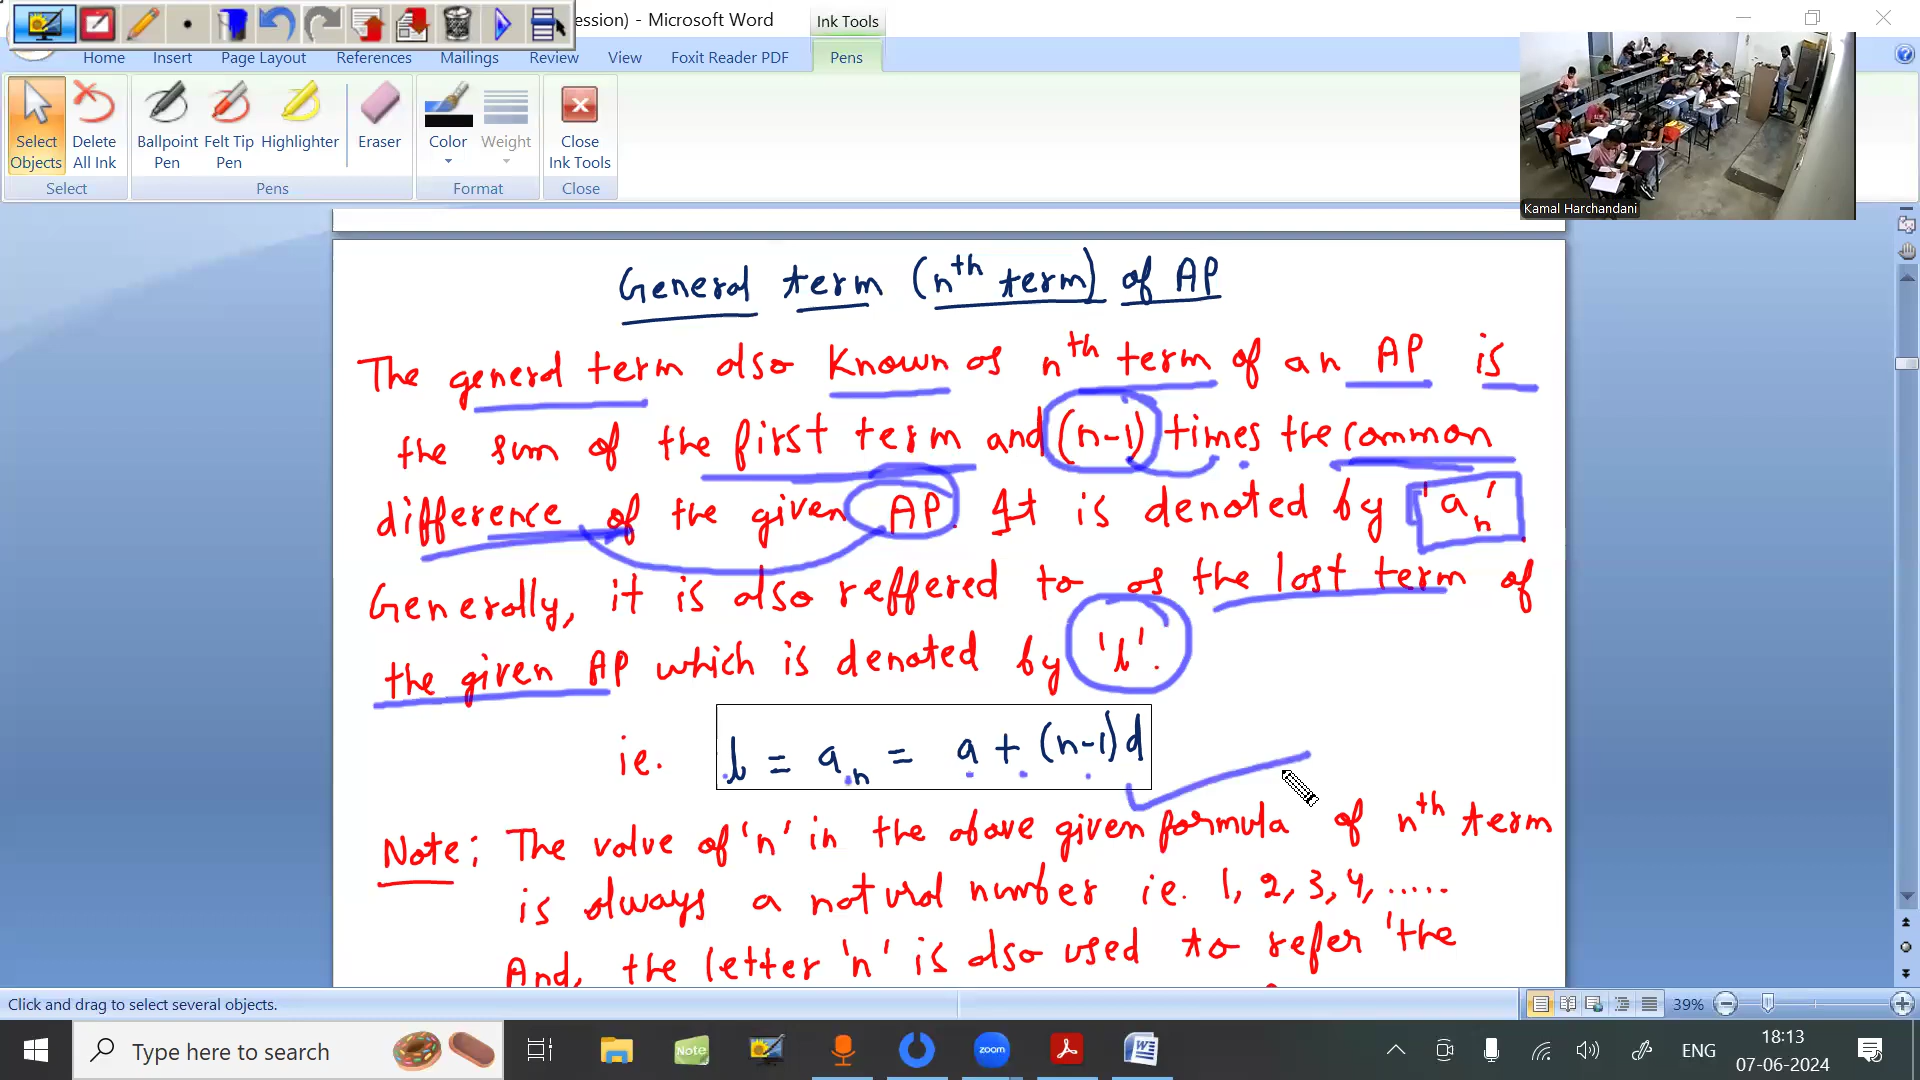 ession) - Microsoft Word
Ink Tools
Home Insert Page Layout References Mailings Review View Foxit Reader PDF Pens
Select Objects
Delete All Ink
Ballpoint Pen
Felt Tip Pen
Highlighter
Eraser
Color
Weight
Close Ink Tools
Select Pens Format Close
Kamal Harchandani
General term (nth term) of AP
The general term also known as nth term of an AP is
the sum of the first term and (n-1) times the common
difference of the given AP. It is denoted by 'an'.
Generally, it is also reffered to as the last term of
the given AP which is denoted by 'l'.
ie. l = an = a + (n-1)d
Note: The value of 'n' in the above given formula of nth term
is always a natural number ie. 1, 2, 3, 4, .....
And, the letter 'n' is also used to refer 'the
Click and drag to select several objects.
39%
Type here to search
Note
zoom
ENG
18:13
07-06-2024